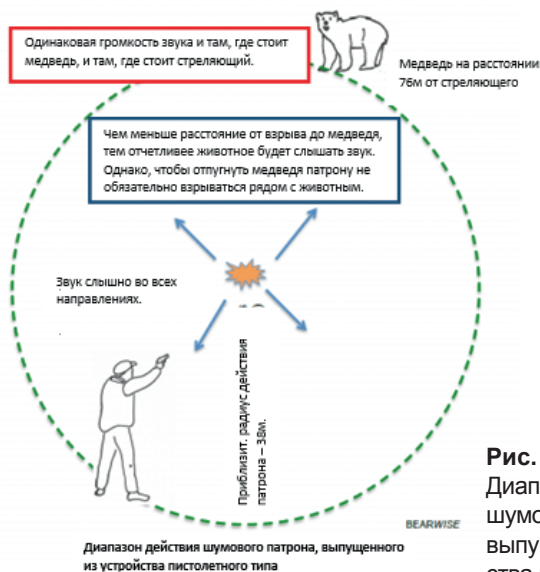 Одинаковая громкость звука и там, где стоит
медведь, и там, где стоит стреляющий.
Медведь на расстоянии
76м от стреляющего
Чем меньше расстояние от взрыва до медведя,
тем отчетливее животное будет слышать звук.
Однако, чтобы отпугнуть медведя патрону не
обязательно взрываться рядом с животным.
Звук слышно во всех
направлениях.
Приблизит. радиус действия
патрона – 38м.
BEARWISE
Диапазон действия шумового патрона, выпущенного
из устройства пистолетного типа
Рис.